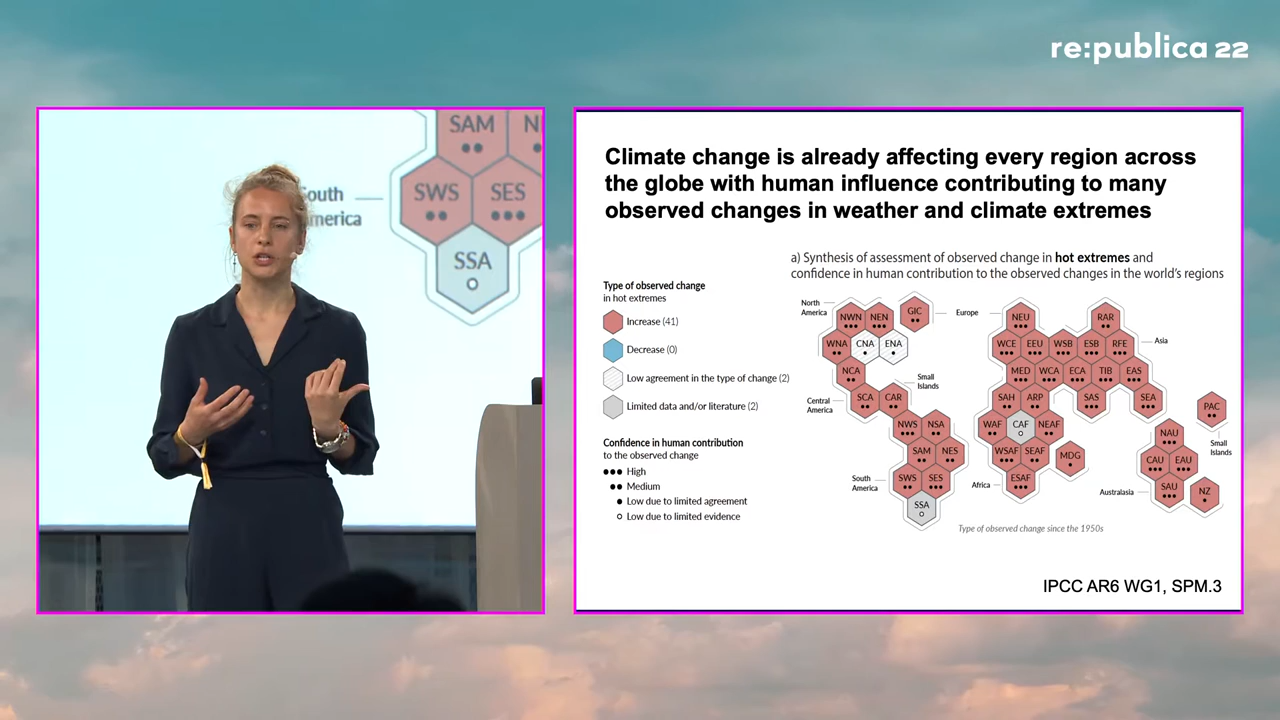 re:publica 22
SAM
SWS
SES
South
SSA
Climate change is already affecting every region across
the globe with human influence contributing to many
observed changes in weather and climate extremes
a) Synthesis of assessment of observed change in hot extremes and
confidence in human contribution to the observed changes in the world's regions
Type of observed change
in hot extremes
Increase (41)
Decrease (0)
Low agreement in the type of change (2)
Limited data and/or literature (2)
Confidence in human contribution
to the observed change
High
Medium
Low due to limited agreement
Low due to limited evidence
North
America
NWN NEN GIC
Europe
NEU RAR
WNA CNA ENA
WCE EEU WSB ESB RFE
Asia
NCA
MED WCA ECA TIB EAS
Small
Islands
Central
America
SCA CAR
SAH ARP SAS SEA
PAC
Small
Islands
NWS NSA
WAF CAF NEAF
NAU
SAM NES
WSAF SEAF MDG
CAU EAU
South
America
SWS SES
Africa
ESAF
Australasia
SAU NZ
SSA
Type of observed change since the 1950s
IPCC AR6 WG1, SPM.3